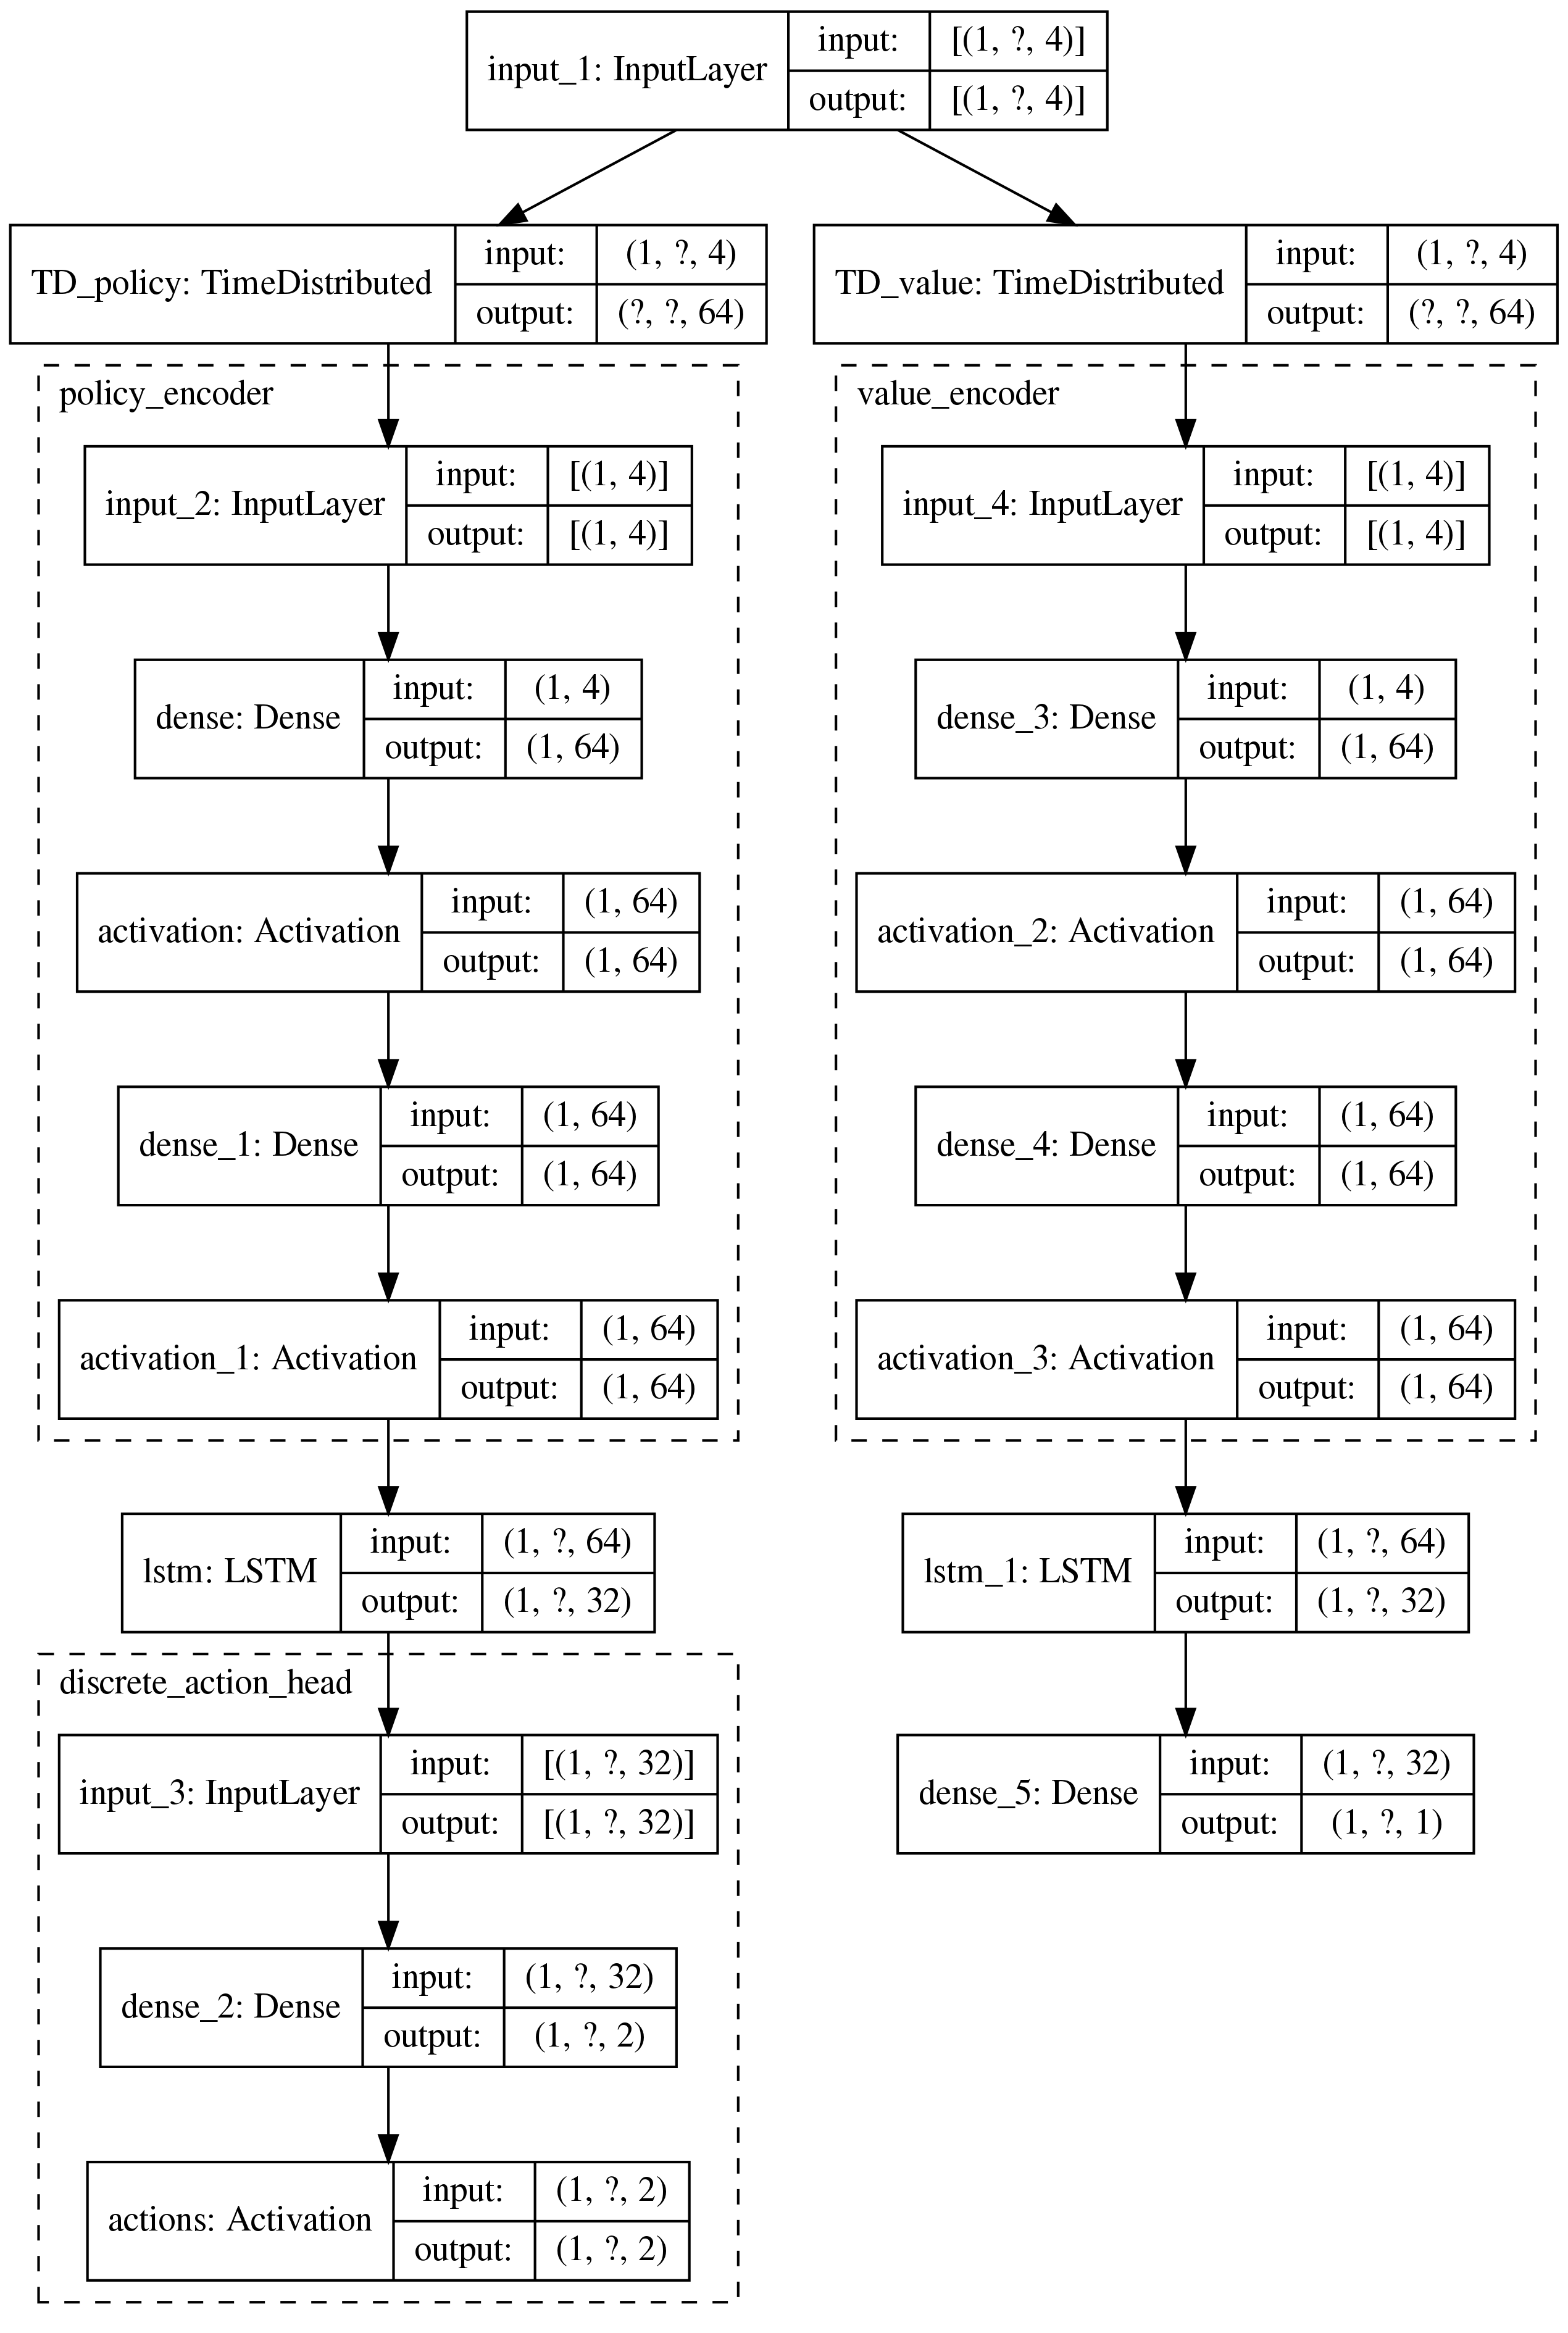 input_1: InputLayer
input: [(1, ?, 4)]
output: [(1, ?, 4)]
TD_policy: TimeDistributed
input: (1, ?, 4)
output: (?, ?, 64)
policy_encoder
input_2: InputLayer
input: [(1, 4)]
output: [(1, 4)]
dense: Dense
input: (1, 4)
output: (1, 64)
activation: Activation
input: (1, 64)
output: (1, 64)
dense_1: Dense
input: (1, 64)
output: (1, 64)
activation_1: Activation
input: (1, 64)
output: (1, 64)
lstm: LSTM
input: (1, ?, 64)
output: (1, ?, 32)
discrete_action_head
input_3: InputLayer
input: [(1, ?, 32)]
output: [(1, ?, 32)]
dense_2: Dense
input: (1, ?, 32)
output: (1, ?, 2)
actions: Activation
input: (1, ?, 2)
output: (1, ?, 2)
TD_value: TimeDistributed
input: (1, ?, 4)
output: (?, ?, 64)
value_encoder
input_4: InputLayer
input: [(1, 4)]
output: [(1, 4)]
dense_3: Dense
input: (1, 4)
output: (1, 64)
activation_2: Activation
input: (1, 64)
output: (1, 64)
dense_4: Dense
input: (1, 64)
output: (1, 64)
activation_3: Activation
input: (1, 64)
output: (1, 64)
lstm_1: LSTM
input: (1, ?, 64)
output: (1, ?, 32)
dense_5: Dense
input: (1, ?, 32)
output: (1, ?, 1)